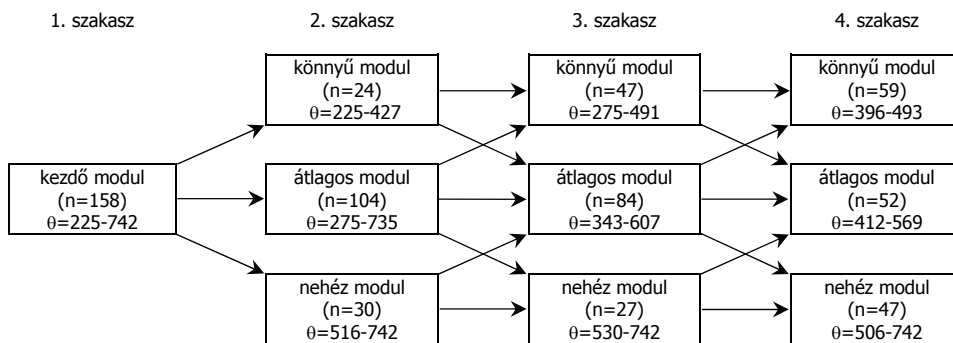 1. szakasz
2. szakasz
3. szakasz
4. szakasz
könnyű modul
(n=24)
θ=225-427
könnyű modul
(n=47)
θ=275-491
könnyű modul
(n=59)
θ=396-493
kezdő modul
(n=158)
θ=225-742
átlagos modul
(n=104)
θ=275-735
átlagos modul
(n=84)
θ=343-607
átlagos modul
(n=52)
θ=412-569
nehéz modul
(n=30)
θ=516-742
nehéz modul
(n=27)
θ=530-742
nehéz modul
(n=47)
θ=506-742